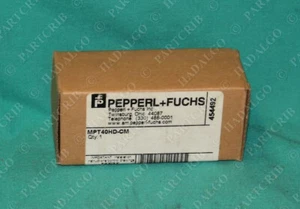 PEPPERL+FUCHS
Pepperl + Fuchs Inc
Twinsburg, Ohio 44087
Telephone: (330) 486-0001
www.am.pepperl-fuchs.com
MPT40HD-CM
Qty: 1
454492